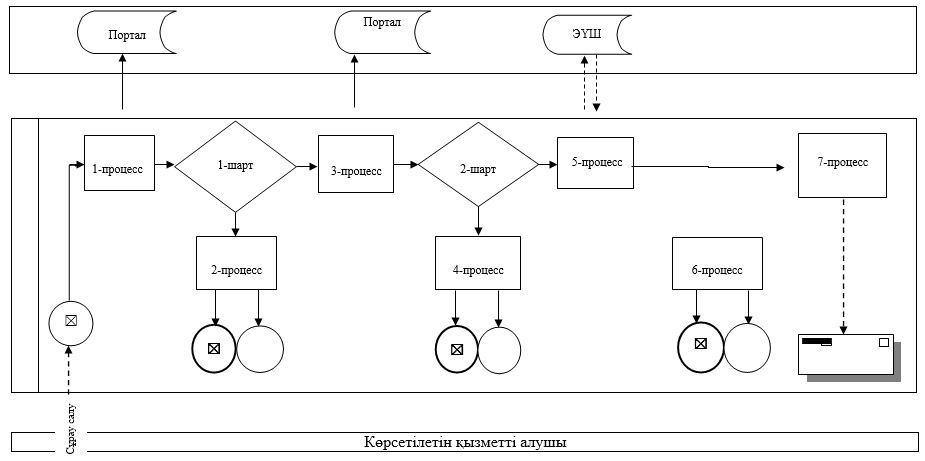 Портал
Портал
ЭҮШ
1-процесс
1-шарт
3-процесс
2-шарт
5-процесс
7-процесс
2-процесс
4-процесс
6-процесс
Сұрау салу
Көрсетілетін қызметті алушы